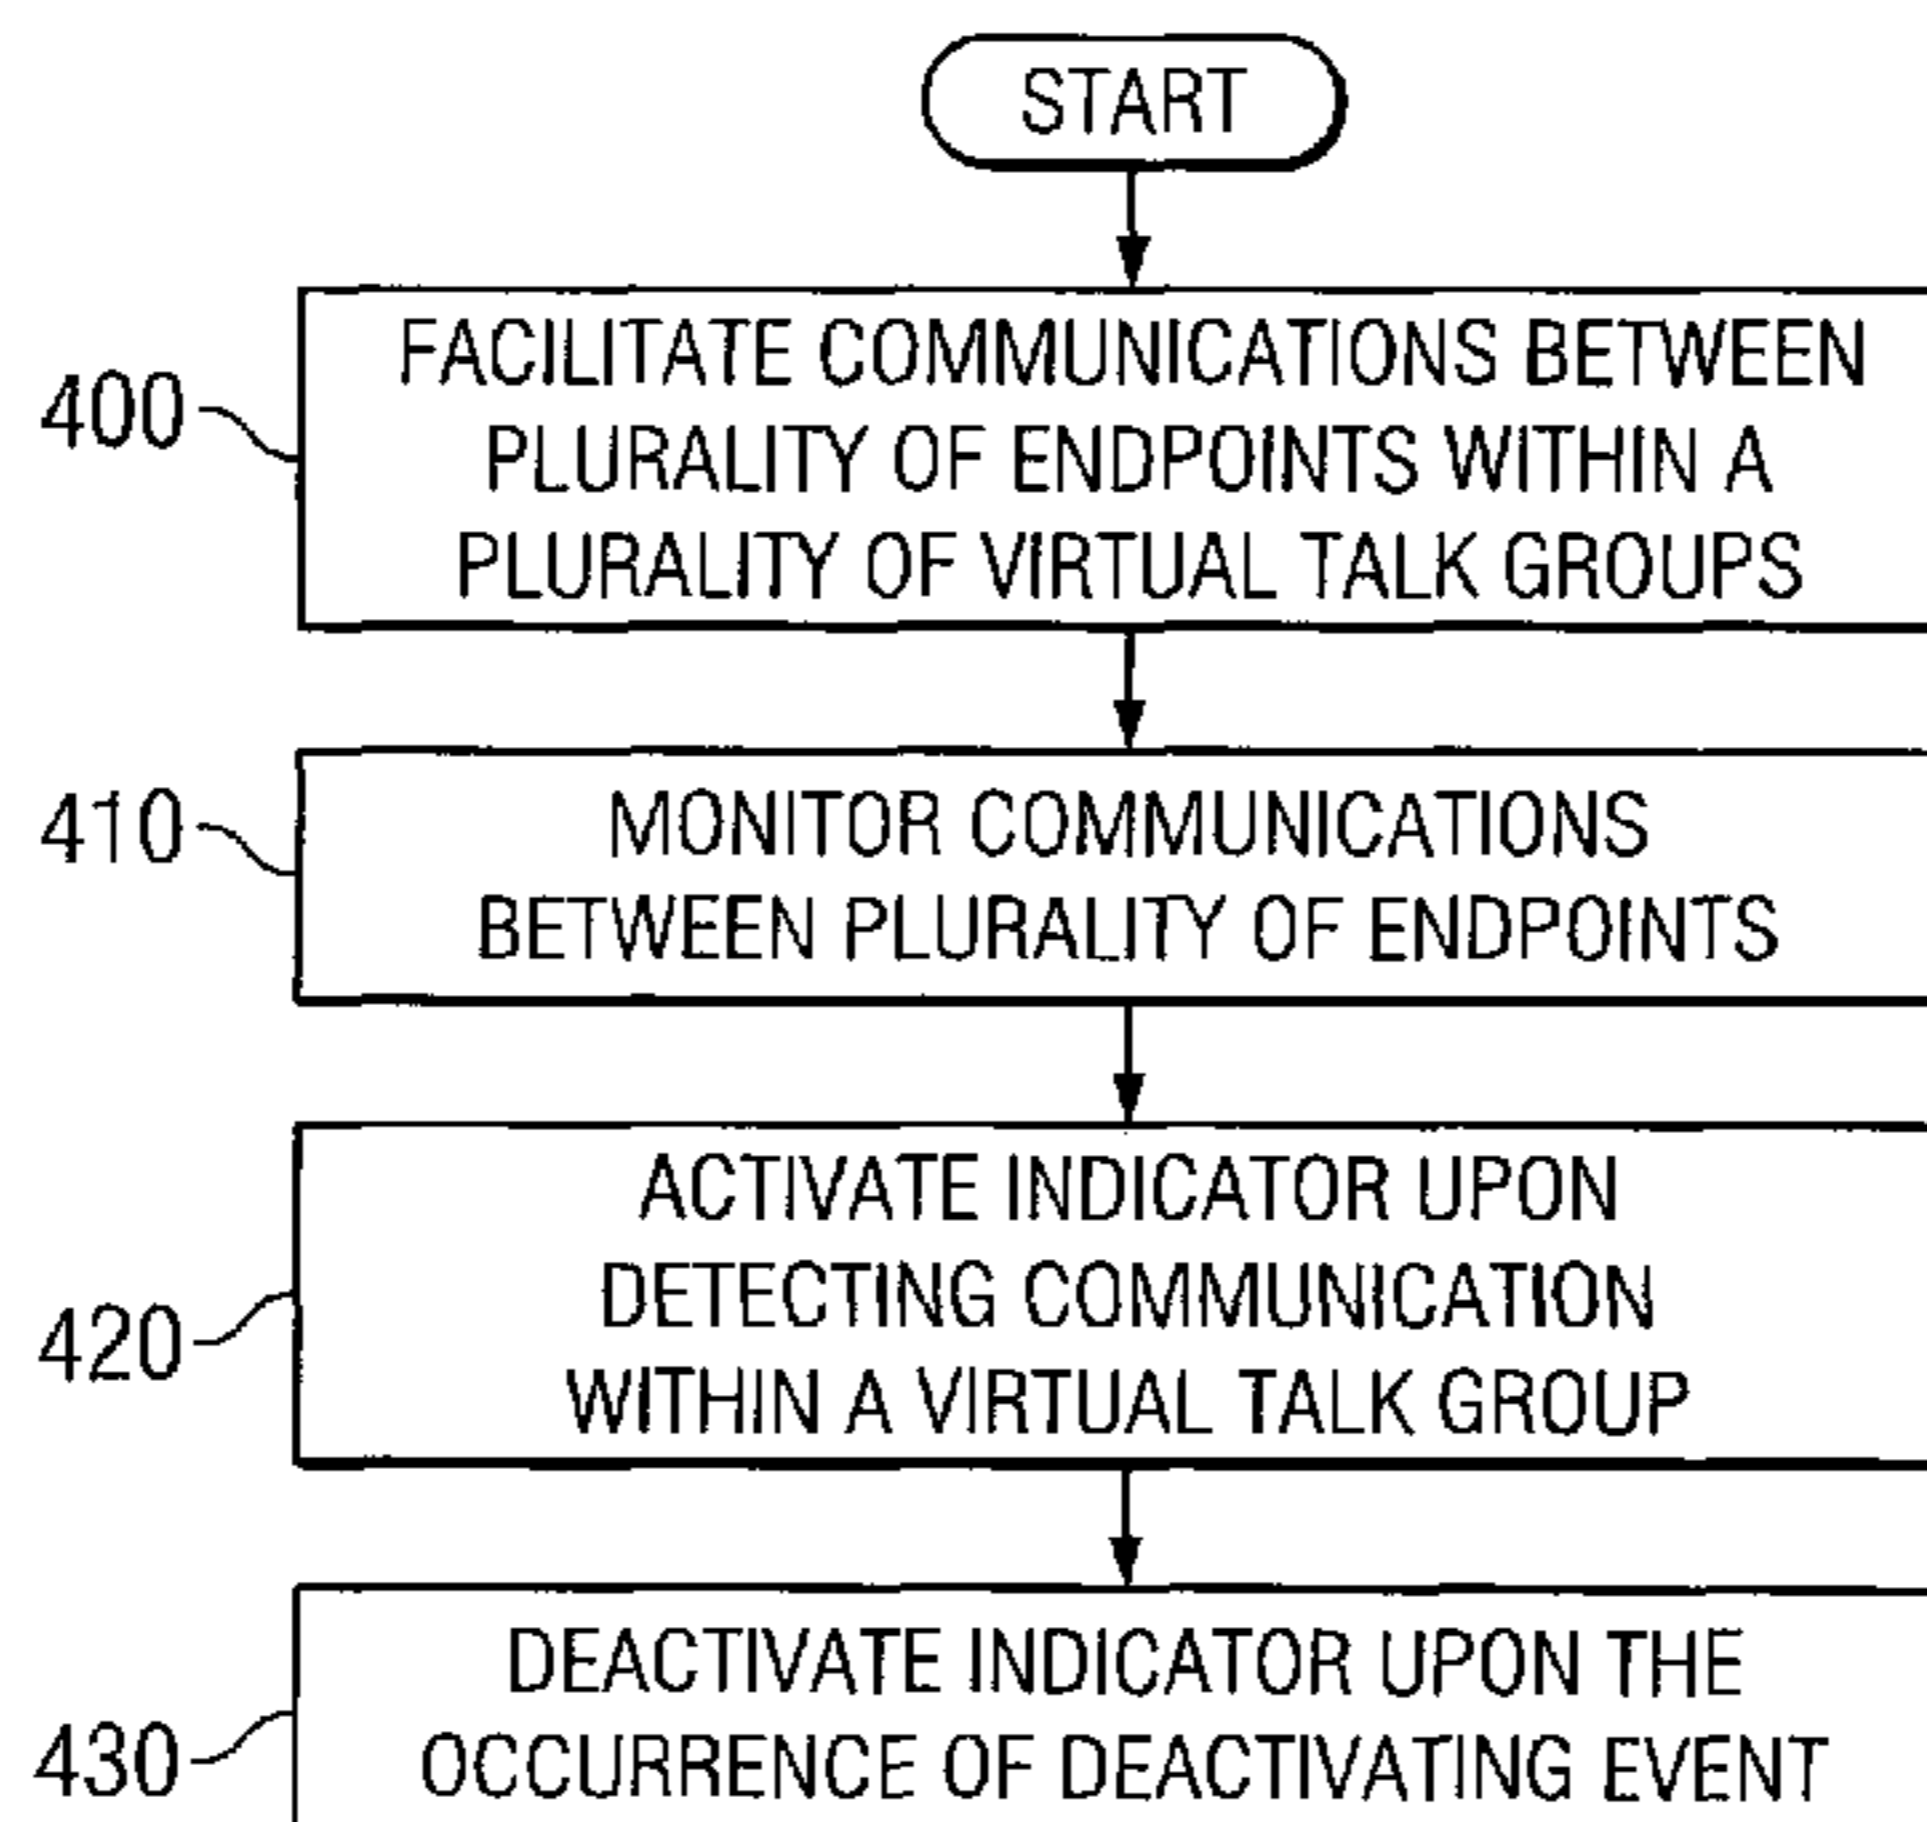 START
400
FACILITATE COMMUNICATIONS BETWEEN
PLURALITY OF ENDPOINTS WITHIN A
PLURALITY OF VIRTUAL TALK GROUPS
410
MONITOR COMMUNICATIONS
BETWEEN PLURALITY OF ENDPOINTS
420
ACTIVATE INDICATOR UPON
DETECTING COMMUNICATION
WITHIN A VIRTUAL TALK GROUP
430
DEACTIVATE INDICATOR UPON THE
OCCURRENCE OF DEACTIVATING EVENT